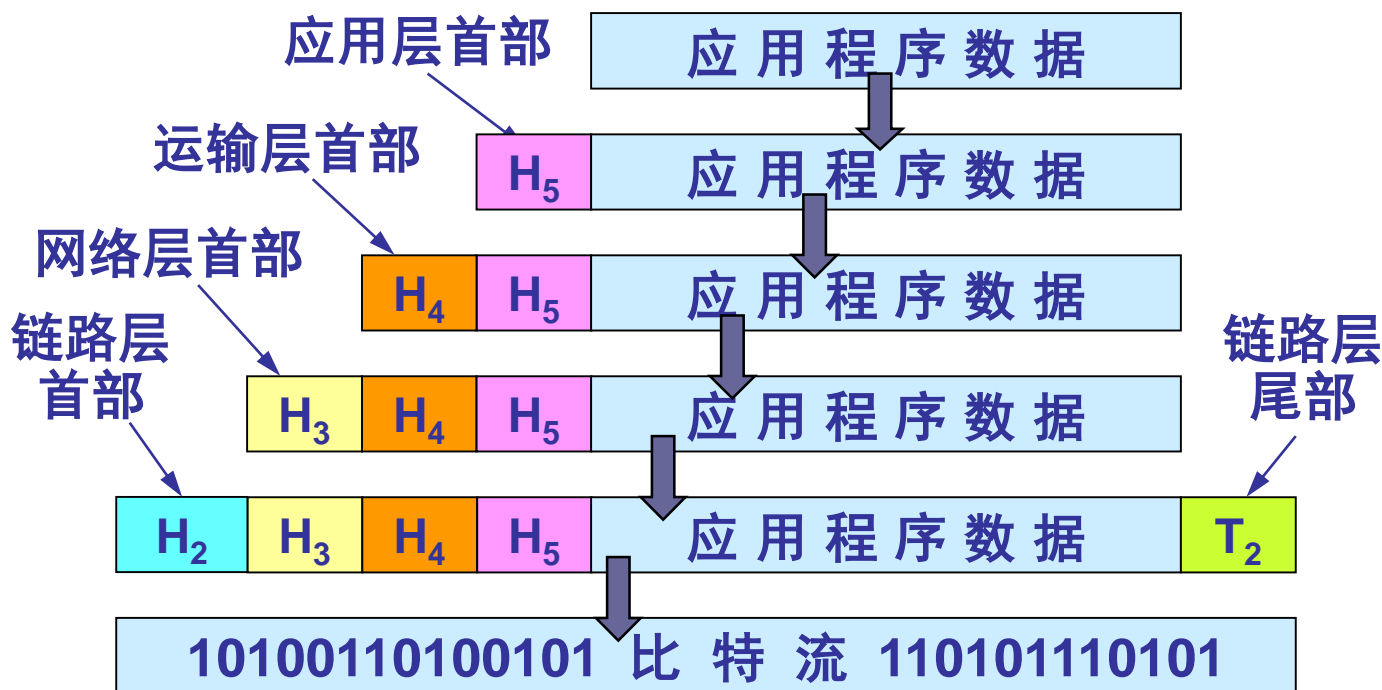 应用层首部
应 用 程 序 数 据
运输层首部
H5 应 用 程 序 数 据
网络层首部
H4 H5 应 用 程 序 数 据
链路层
首部
链路层
尾部
H3 H4 H5 应 用 程 序 数 据
H2 H3 H4 H5 应 用 程 序 数 据 T2
10100110100101 比 特 流 110101110101